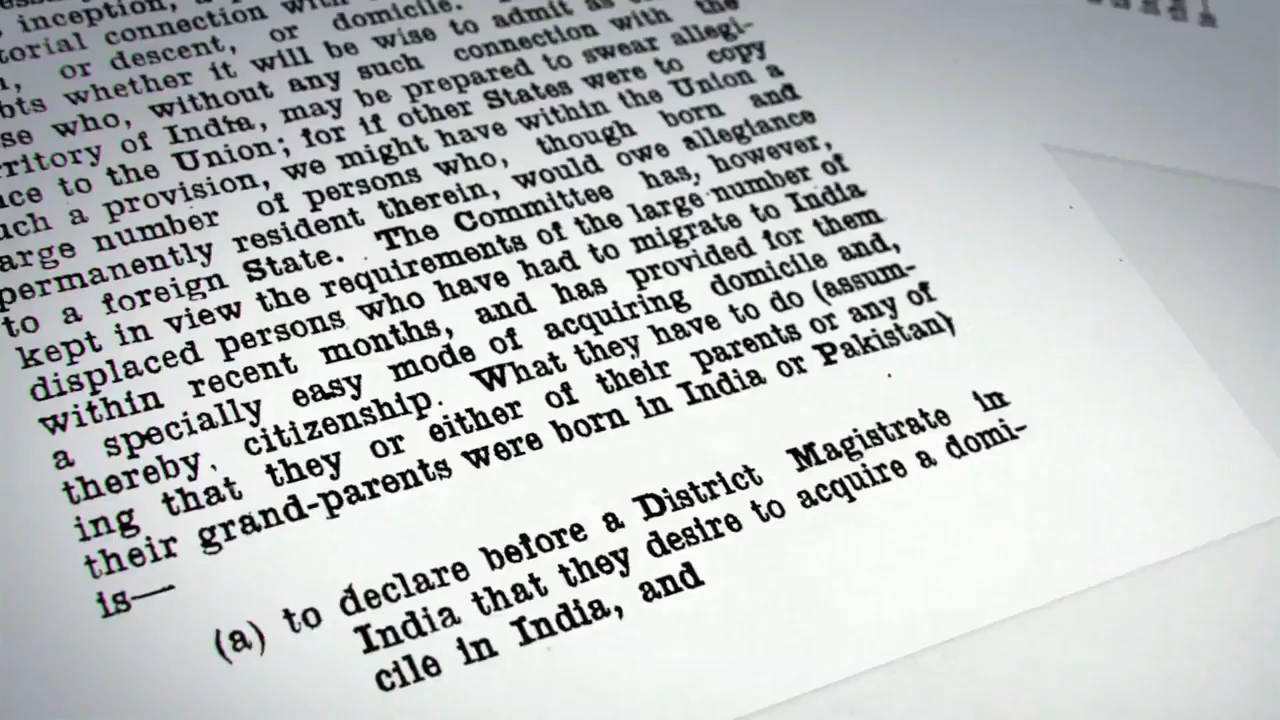 inception,
torial connection with
or descent, or domicile.
bts whether it will be wise to admit as
se who, without any such connection with the
rritory of India, may be prepared to swear allegi-
nce to the Union; for if other States were to copy
uch a provision, we might have within the Union a
arge number of persons who, though born and
permanently resident therein, would owe allegiance
to a foreign State. The Committee has, however,
kept in view the requirements of the large number of
displaced persons who have had to migrate to India
within recent months, and has provided for them
a specially easy mode of acquiring domicile and,
thereby, citizenship. What they have to do (assum-
ing that they or either of their parents or any of
their grand-parents were born in India or Pakistan)
is—
(a) to declare before a District Magistrate in
India that they desire to acquire a domi-
cile in India, and